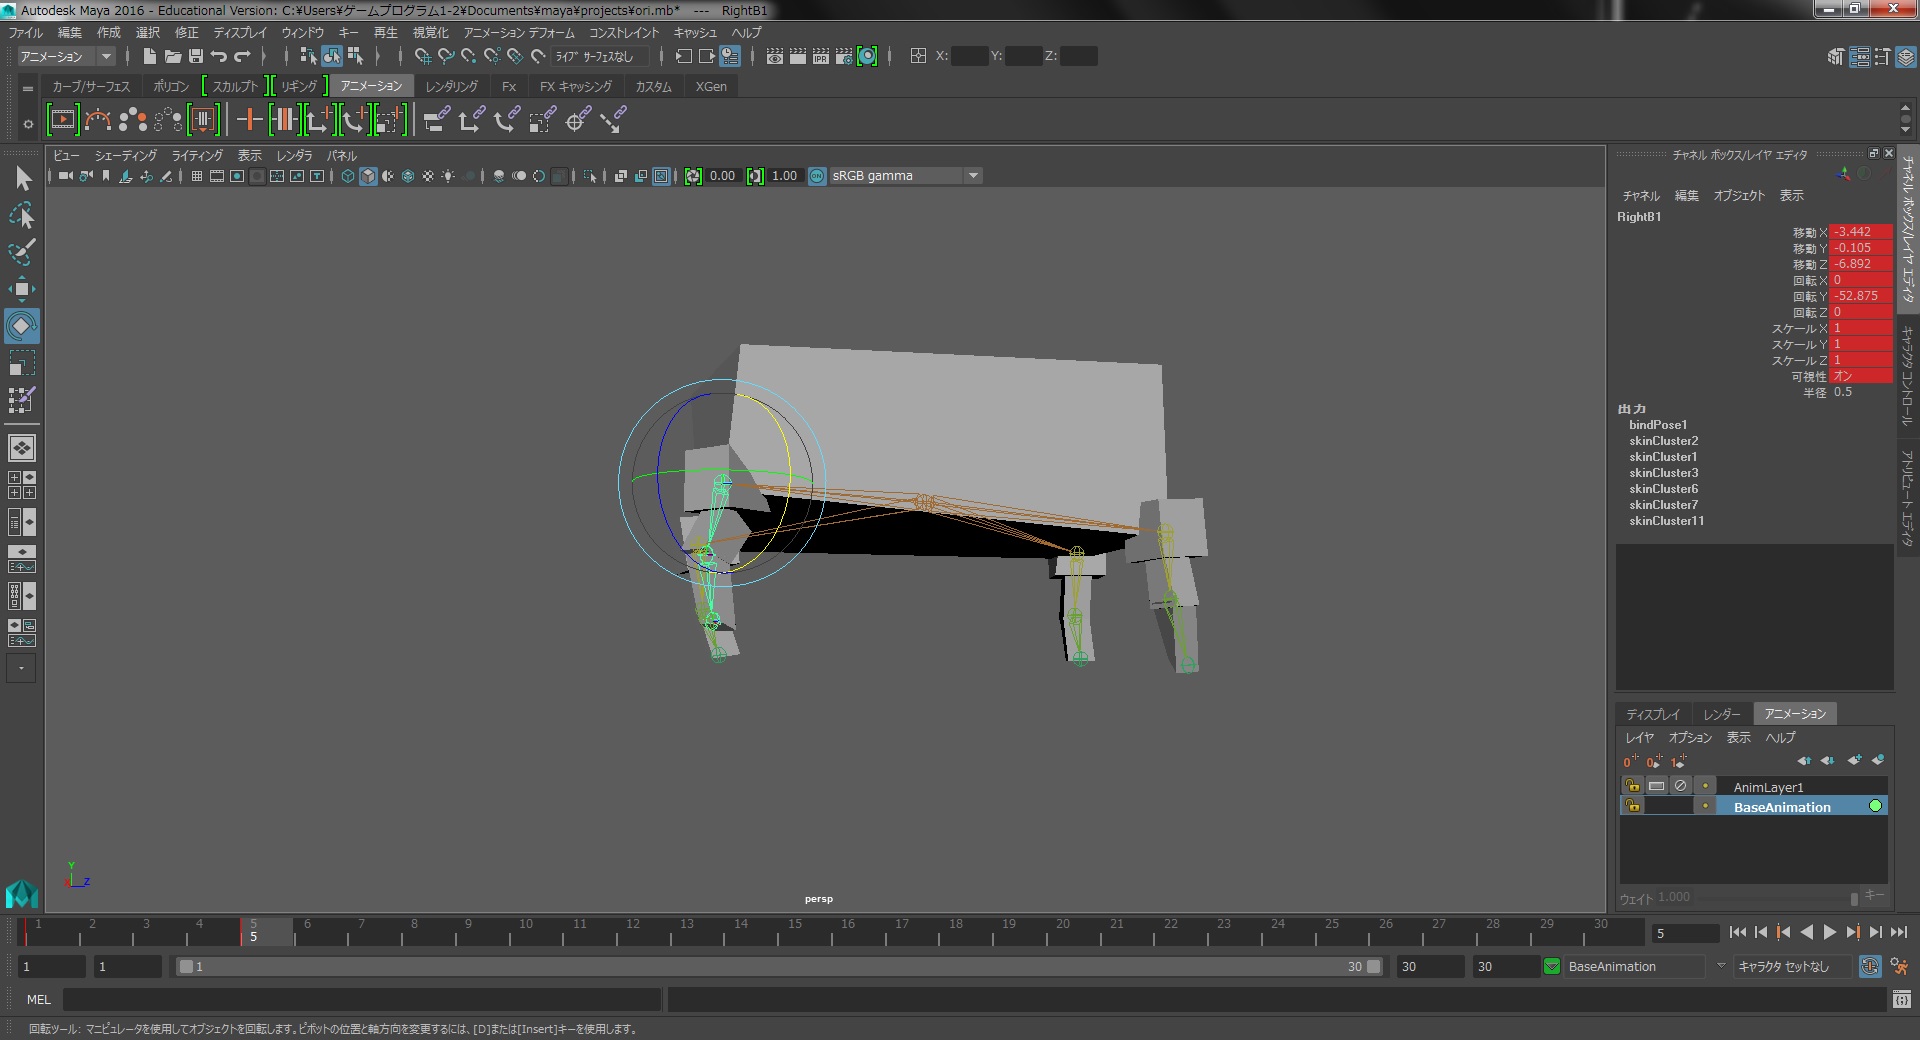 Autodesk Maya 2016 - Educational Version: C:¥Users¥ゲームプログラム1-2¥Documents¥maya¥projects¥ori.mb* --- RightB1
ファイル 編集 作成 選択 修正 ディスプレイ ウィンドウ キー 再生 視覚化 アニメーション デフォーム コンストレイント キャッシュ ヘルプ
アニメーション ライブ サーフェスなし X: Y: Z:
カーブ/サーフェス ポリゴン スカルプト リギング アニメーション レンダリング Fx FX キャッシング カスタム XGen
ビュー シェーディング ライティング 表示 レンダラ パネル
0.00 1.00 sRGB gamma
チャネル ボックス/レイヤ エディタ
チャネル 編集 オブジェクト 表示
RightB1
移動 X -3.442
移動 Y -0.105
移動 Z -6.892
回転 X 0
回転 Y -52.875
回転 Z 0
スケール X 1
スケール Y 1
スケール Z 1
可視性 オン
半径 0.5
出力
bindPose1
skinCluster2
skinCluster1
skinCluster3
skinCluster6
skinCluster7
skinCluster11
チャネル ボックス/レイヤ エディタ
キャラクタ コントロール
アトリビュート エディタ
ディスプレイ レンダー アニメーション
レイヤ オプション 表示 ヘルプ
AnimLayer1
BaseAnimation
ウェイト 1.000 キー
Y
X Z
persp
1 2 3 4 5 6 7 8 9 10 11 12 13 14 15 16 17 18 19 20 21 22 23 24 25 26 27 28 29 30
5
5
1 1 1 30 30 30 BaseAnimation キャラクタ セットなし
MEL
回転ツール: マニピュレータを使用してオブジェクトを回転します。ピボットの位置と軸方向を変更するには、[D]または[Insert]キーを使用します。